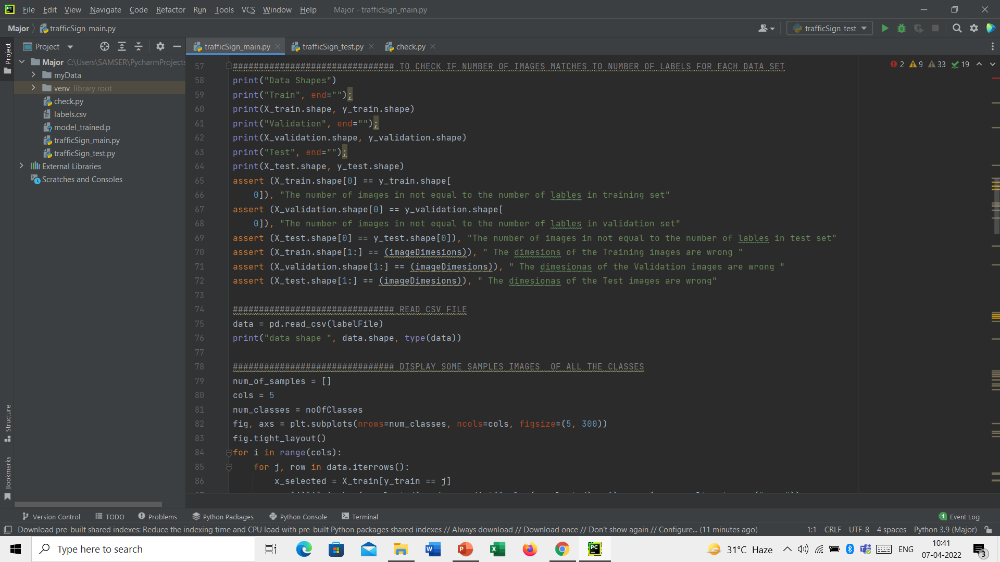 File Edit View Navigate Code Refactor Run Tools VCS Window Help Major - trafficSign_main.py
Major trafficSign_main.py trafficSign_test
Project trafficSign_main.py trafficSign_test.py check.py
Project
Major C:\Users\SAMSER\PycharmProjects
myData
venv library root
check.py
labels.csv
model_trained.p
trafficSign_main.py
trafficSign_test.py
External Libraries
Scratches and Consoles
2 9 33 19
57 ############################### TO CHECK IF NUMBER OF IMAGES MATCHES TO NUMBER OF LABELS FOR EACH DATA SET
58 print("Data Shapes")
59 print("Train", end="");
60 print(X_train.shape, y_train.shape)
61 print("Validation", end="");
62 print(X_validation.shape, y_validation.shape)
63 print("Test", end="");
64 print(X_test.shape, y_test.shape)
65 assert (X_train.shape[0] == y_train.shape[
66 0]), "The number of images in not equal to the number of lables in training set"
67 assert (X_validation.shape[0] == y_validation.shape[
68 0]), "The number of images in not equal to the number of lables in validation set"
69 assert (X_test.shape[0] == y_test.shape[0]), "The number of images in not equal to the number of lables in test set"
70 assert (X_train.shape[1:] == (imageDimesions)), " The dimesions of the Training images are wrong "
71 assert (X_validation.shape[1:] == (imageDimesions)), " The dimesionas of the Validation images are wrong "
72 assert (X_test.shape[1:] == (imageDimesions)), " The dimesionas of the Test images are wrong"
73
74 ############################### READ CSV FILE
75 data = pd.read_csv(labelFile)
76 print("data shape ", data.shape, type(data))
77
78 ############################### DISPLAY SOME SAMPLES IMAGES  OF ALL THE CLASSES
79 num_of_samples = []
80 cols = 5
81 num_classes = noOfClasses
82 fig, axs = plt.subplots(nrows=num_classes, ncols=cols, figsize=(5, 300))
83 fig.tight_layout()
84 for i in range(cols):
85 for j, row in data.iterrows():
86 x_selected = X_train[y_train == j]
Structure
Bookmarks
Version Control TODO Problems Python Packages Python Console Terminal 1 Event Log
Download pre-built shared indexes: Reduce the indexing time and CPU load with pre-built Python packages shared indexes // Always download // Download once // Don't show again // Configure... (11 minutes ago) 1:1 CRLF UTF-8 4 spaces Python 3.9 (Major)
Type here to search 31°C Haze ENG 10:41
07-04-2022 3